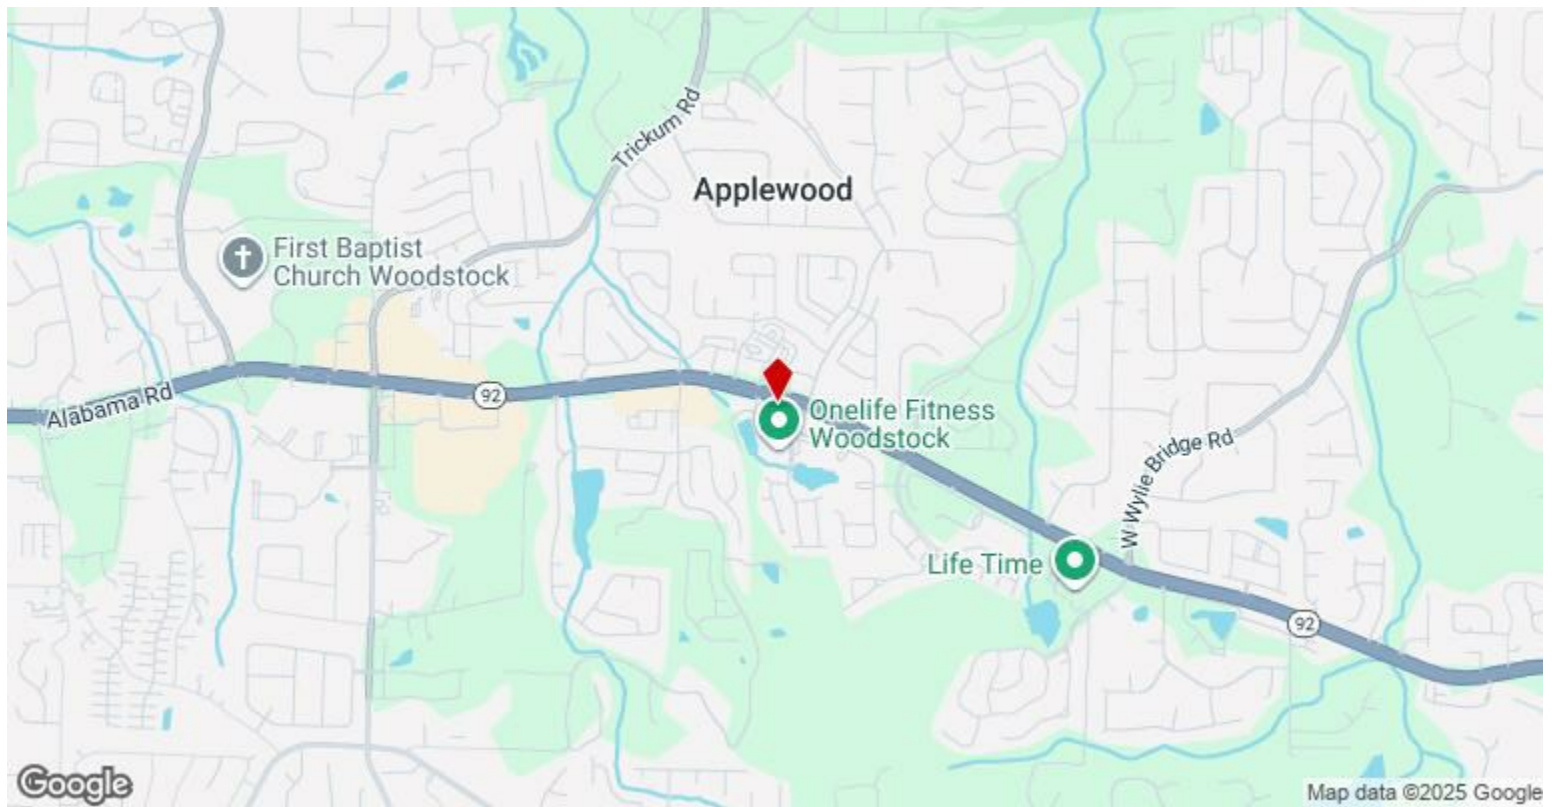 Trickum Rd
Applewood
First Baptist
Church Woodstock
Alabama Rd
92
Onelife Fitness
Woodstock
W Wylie Bridge Rd
Life Time
92
Google
Map data ©2025 Google